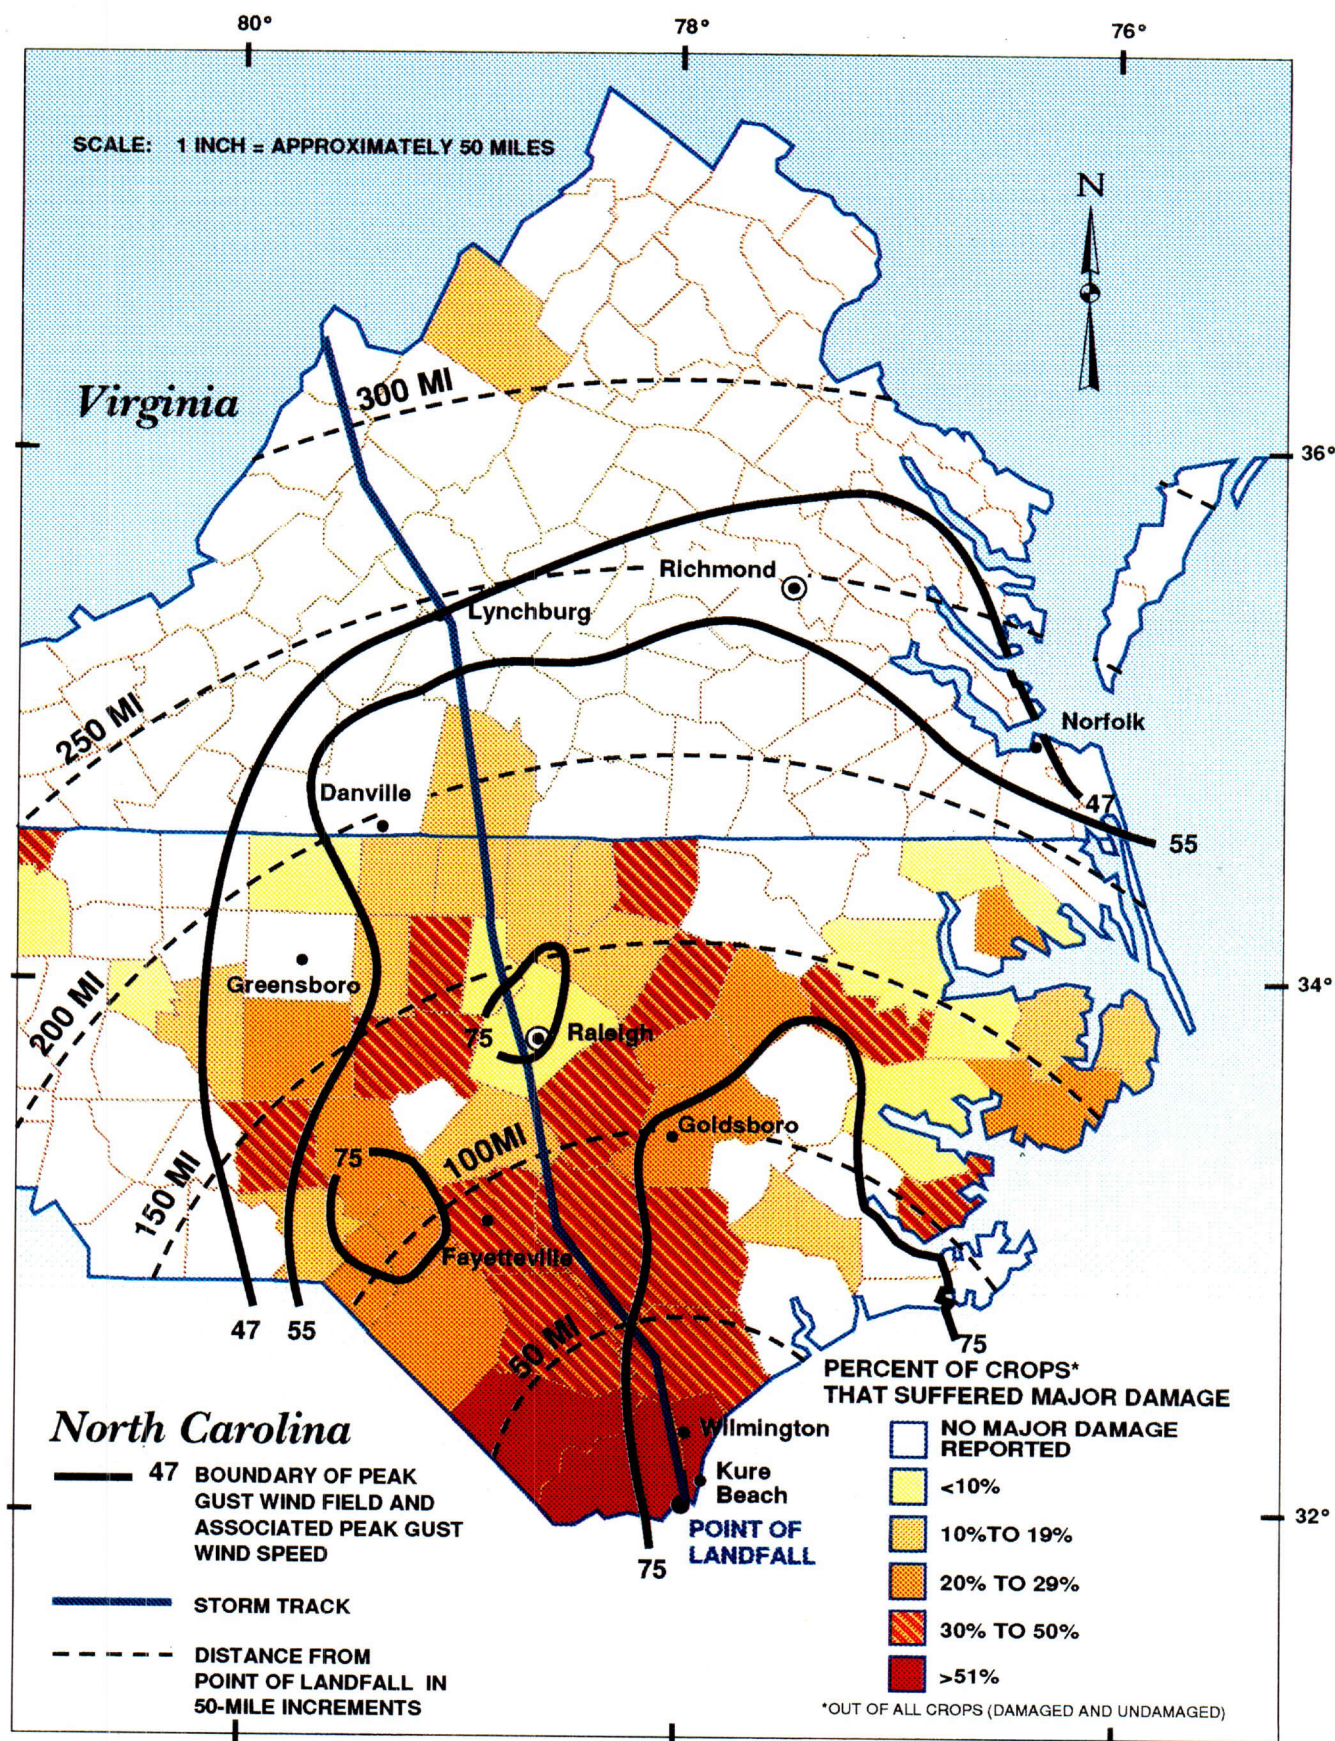 80°
78°
76°
SCALE: 1 INCH = APPROXIMATELY 50 MILES
N
Virginia
300 MI
36°
Richmond
Lynchburg
250 MI
Norfolk
Danville
47
55
Greensboro
34°
200 MI
75
Raleigh
Goldsboro
100MI
75
150 MI
Fayetteville
47
55
50 MI
75
PERCENT OF CROPS*
THAT SUFFERED MAJOR DAMAGE
North Carolina
Wilmington
NO MAJOR DAMAGE
REPORTED
47
BOUNDARY OF PEAK
GUST WIND FIELD AND
ASSOCIATED PEAK GUST
WIND SPEED
Kure
Beach
<10%
POINT OF
LANDFALL
10%TO 19%
32°
75
20% TO 29%
STORM TRACK
30% TO 50%
DISTANCE FROM
POINT OF LANDFALL IN
50-MILE INCREMENTS
>51%
*OUT OF ALL CROPS (DAMAGED AND UNDAMAGED)